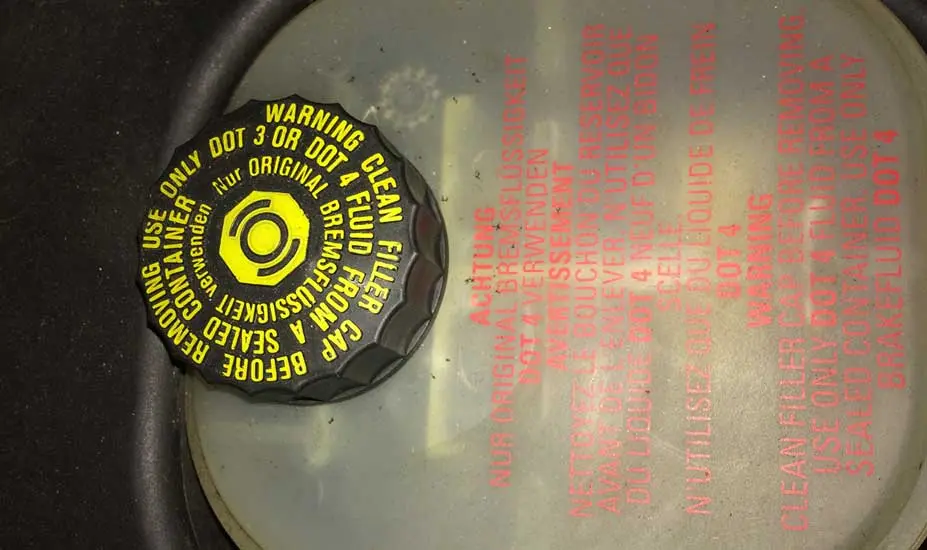 WARNING CLEAN FILLER CAP BEFORE REMOVING USE ONLY DOT 3 OR DOT 4 FLUID FROM A SEALED CONTAINER
Nur ORIGINAL BREMSFLÜSSIGKEIT verwenden
ACHTUNG
NUR ORIGINAL BREMSFLÜSSIGKEIT
DOT 4 VERWENDEN
AVERTISSEMENT
NETTOYEZ LE BOUCHON DU RESERVOIR
AVANT DE L'ENLEVER N'UTILISEZ QUE
DU LIQUIDE DOT 4 NEUF D'UN BIDON
SCELLE
N'UTILISEZ QUE DU LIQUIDE DE FREIN
DOT 4
WARNING
CLEAN FILLER CAP BEFORE REMOVING.
USE ONLY DOT 4 FLUID FROM A
SEALED CONTAINER USE ONLY
BRAKEFLUID DOT 4